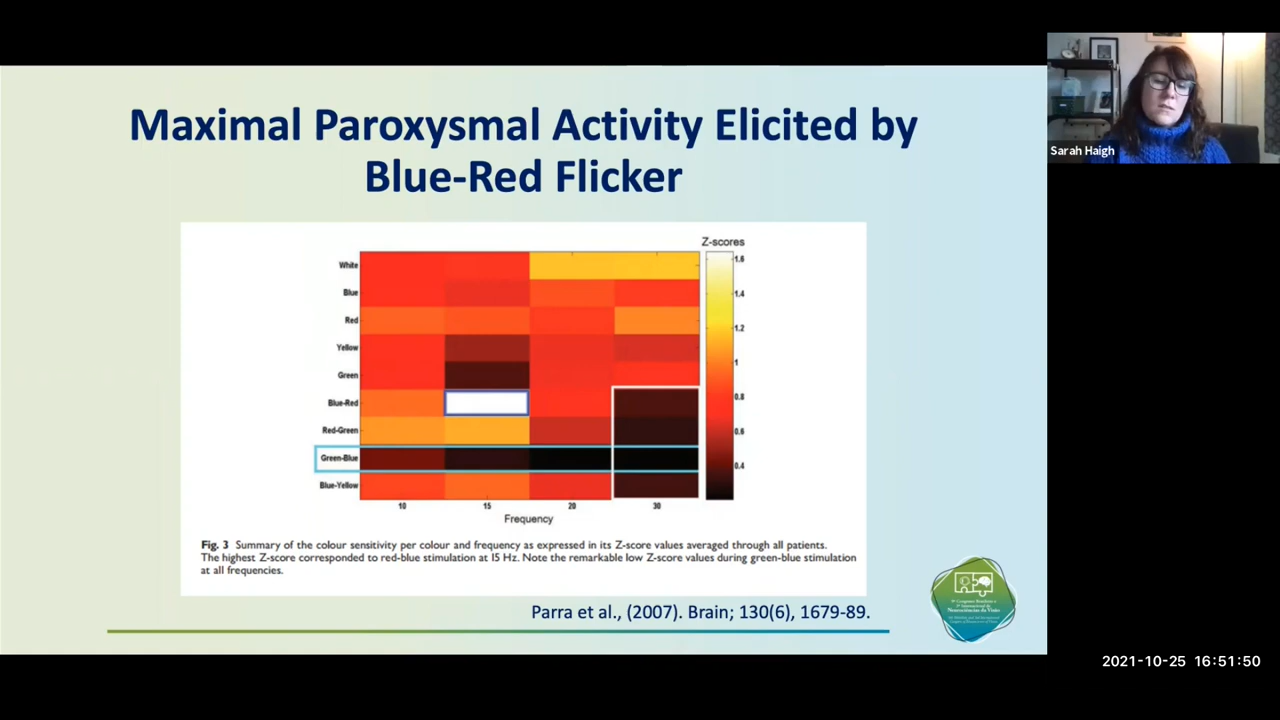 Maximal Paroxysmal Activity Elicited by
Blue-Red Flicker
Sarah Haigh
Z-scores
White
Blue
Red
Yellow
Green
Blue-Red
Red-Green
Green-Blue
Blue-Yellow
1.6
1.4
1.2
1
0.8
0.6
0.4
10 15 20 30
Frequency
Fig. 3 Summary of the colour sensitivity per colour and frequency as expressed in its Z-score values averaged through all patients.
The highest Z-score corresponded to red-blue stimulation at 15 Hz. Note the remarkable low Z-score values during green-blue stimulation
at all frequencies.
Parra et al., (2007). Brain; 130(6), 1679-89.
2021-10-25 16:51:50